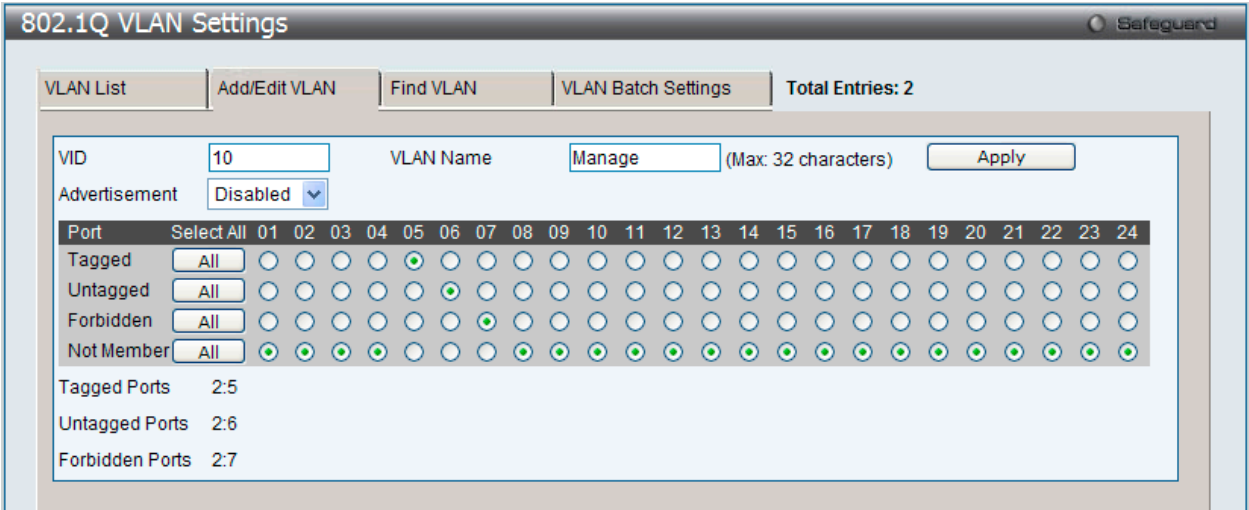 802.1Q VLAN Settings Safeguard
VLAN List Add/Edit VLAN Find VLAN VLAN Batch Settings Total Entries: 2
VID 10 VLAN Name Manage (Max: 32 characters) Apply
Advertisement Disabled
Port Select All 01 02 03 04 05 06 07 08 09 10 11 12 13 14 15 16 17 18 19 20 21 22 23 24
Tagged All
Untagged All
Forbidden All
Not Member All
Tagged Ports 2:5
Untagged Ports 2:6
Forbidden Ports 2:7